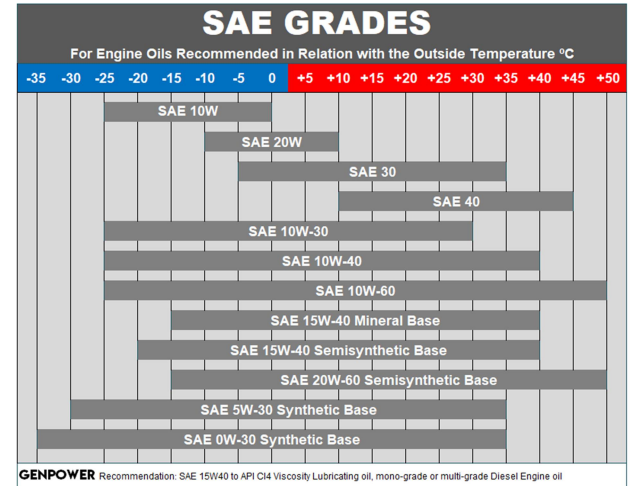 SAE GRADES
For Engine Oils Recommended in Relation with the Outside Temperature ºC
-35 -30 -25 -20 -15 -10 -5 0 +5 +10 +15 +20 +25 +30 +35 +40 +45 +50
SAE 10W
SAE 20W
SAE 30
SAE 40
SAE 10W-30
SAE 10W-40
SAE 10W-60
SAE 15W-40 Mineral Base
SAE 15W-40 Semisynthetic Base
SAE 20W-60 Semisynthetic Base
SAE 5W-30 Synthetic Base
SAE 0W-30 Synthetic Base
GENPOWER Recommendation: SAE 15W40 to API CI4 Viscosity Lubricating oil, mono-grade or multi-grade Diesel Engine oil